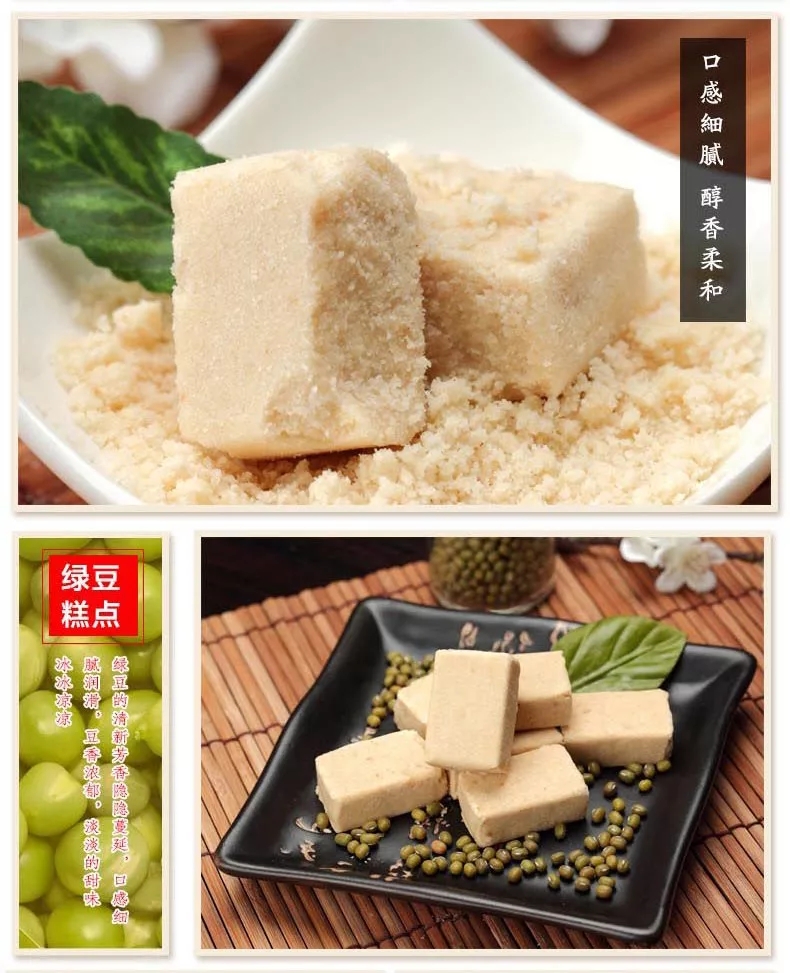 口感細膩 醇香柔和
绿豆
糕点
绿豆的清新芳香隐隐蔓延，口感细
腻润滑，豆香浓郁，淡淡的甜味
冰冰凉凉